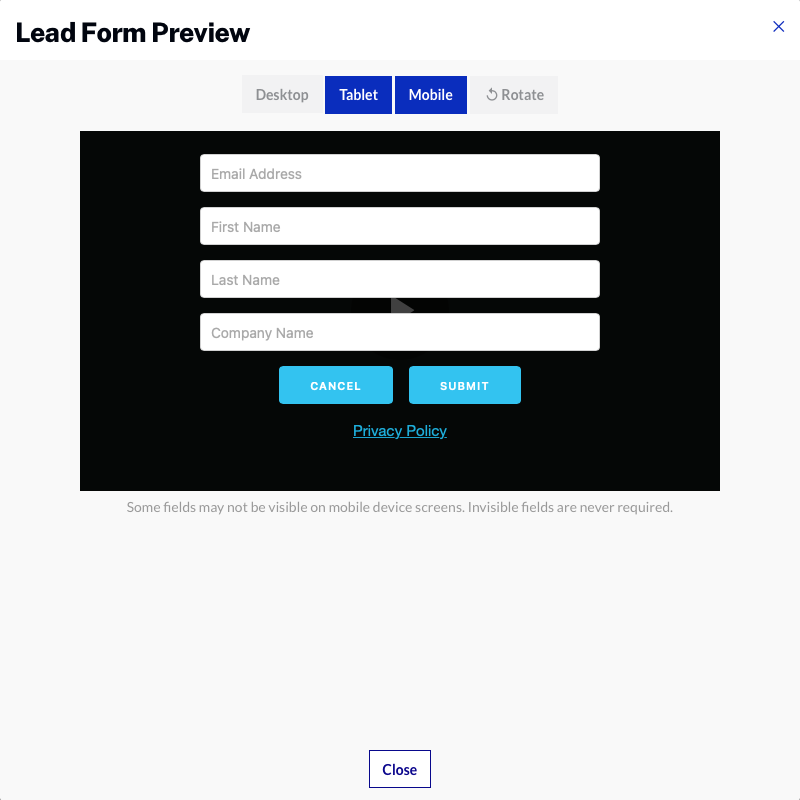 Lead Form Preview
Desktop
Tablet
Mobile
Rotate
Email Address
First Name
Last Name
Company Name
CANCEL
SUBMIT
Privacy Policy
Some fields may not be visible on mobile device screens. Invisible fields are never required.
Close